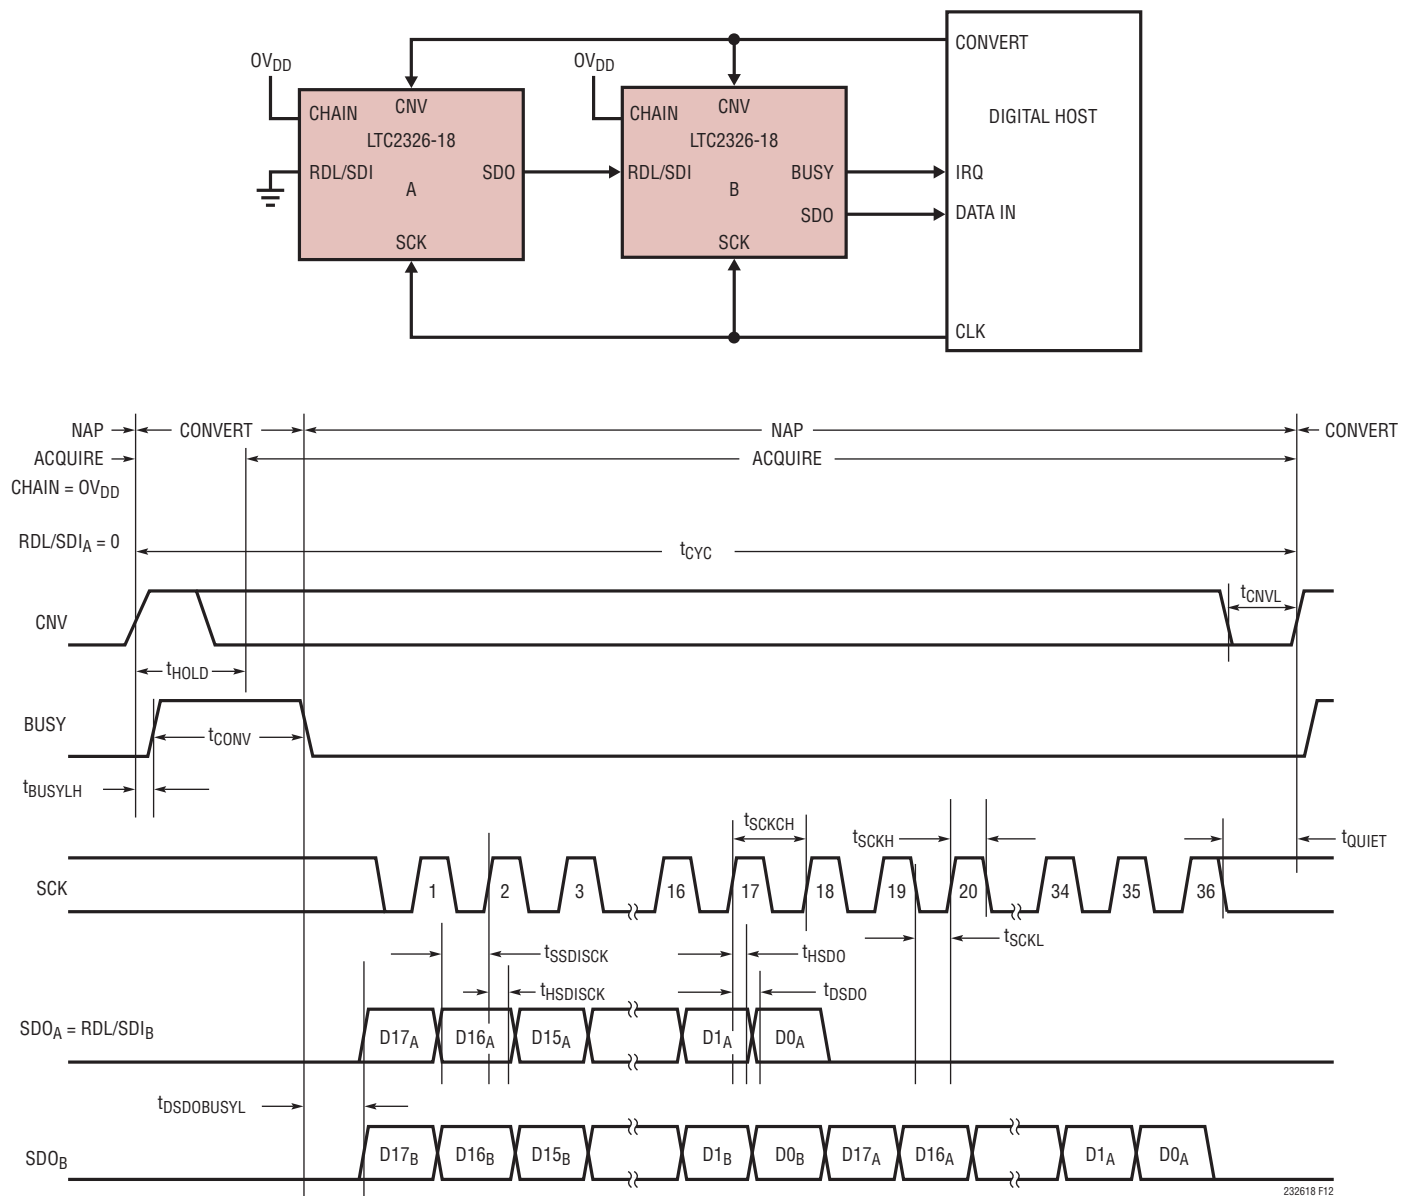 CONVERT
OVDD
OVDD
CHAIN
CNV
LTC2326-18
RDL/SDI
SDO
A
SCK
CHAIN
CNV
LTC2326-18
RDL/SDI
BUSY
B
SDO
SCK
DIGITAL HOST
IRQ
DATA IN
CLK
NAP
CONVERT
NAP
CONVERT
ACQUIRE
ACQUIRE
CHAIN = OVDD
RDL/SDIA = 0
tCYC
CNV
tCNVL
tHOLD
BUSY
tCONV
tBUSYLH
tSCKCH
tSCKH
tQUIET
SCK
1 2 3 16 17 18 19 20 34 35 36
tSSDISCK
tHSDO
tSCKL
tHSDISCK
tDSDO
SDOA = RDL/SDIB
D17A D16A D15A D1A D0A
tDSDOBUSYL
SDOB
D17B D16B D15B D1B D0B D17A D16A D1A D0A
232618 F12